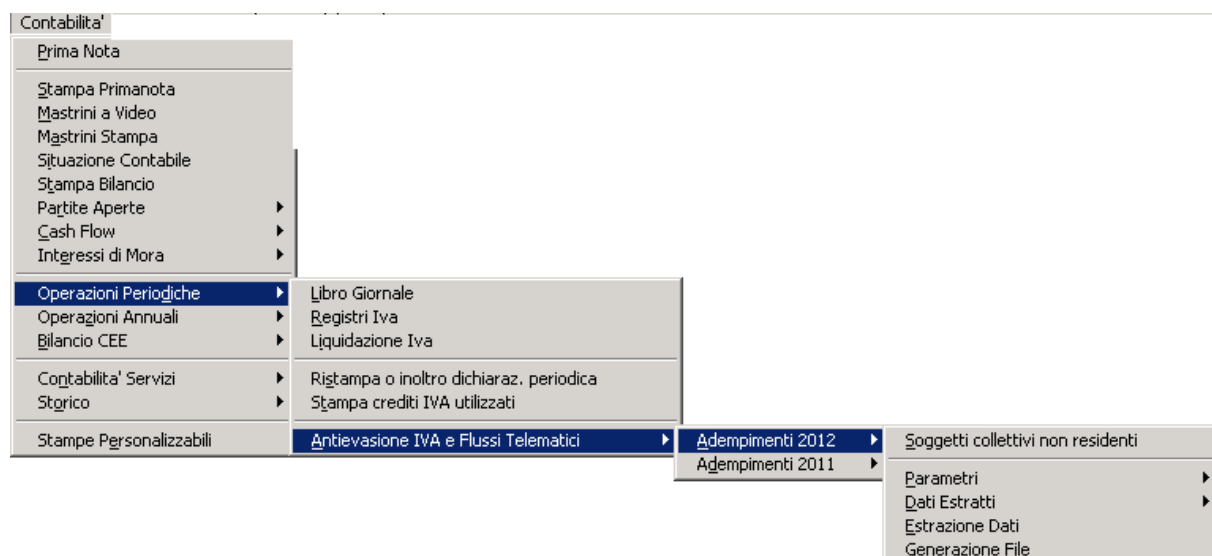 Contabilita'
Prima Nota
Stampa Primanota
Mastrini a Video
Mastrini Stampa
Situazione Contabile
Stampa Bilancio
Partite Aperte
Cash Flow
Interessi di Mora
Operazioni Periodiche
Operazioni Annuali
Bilancio CEE
Contabilita' Servizi
Storico
Stampe Personalizzabili
Libro Giornale
Registri Iva
Liquidazione Iva
Ristampa o inoltro dichiaraz. periodica
Stampa crediti IVA utilizzati
Antievasione IVA e Flussi Telematici
Adempimenti 2012
Adempimenti 2011
Soggetti collettivi non residenti
Parametri
Dati Estratti
Estrazione Dati
Generazione File